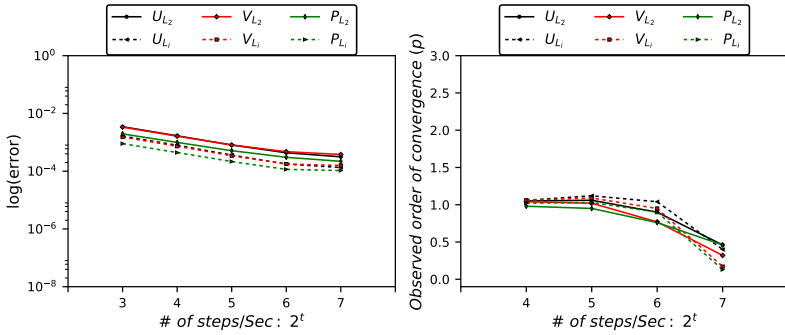 U_{L_2} V_{L_2} P_{L_2}
U_{L_i} V_{L_i} P_{L_i}
10^0
10^{-2}
10^{-4}
10^{-6}
10^{-8}
log(error)
3 4 5 6 7
# of steps/Sec: 2^t
U_{L_2} V_{L_2} P_{L_2}
U_{L_i} V_{L_i} P_{L_i}
3.0
2.5
2.0
1.5
1.0
0.5
0.0
Observed order of convergence (p)
4 5 6 7
# of steps/Sec: 2^t